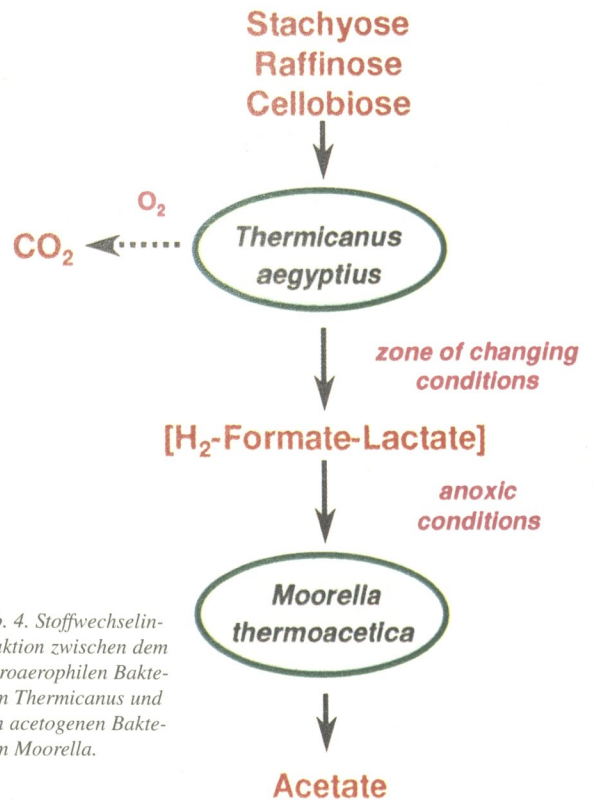 Stachyose
Raffinose
Cellobiose
O₂
CO₂
Thermicanus
aegyptius
zone of changing
conditions
[H₂-Formate-Lactate]
anoxic
conditions
Moorella
thermoacetica
Acetate
b. 4. Stoffwechselin-
aktion zwischen dem
roaerophilen Bakte-
m Thermicanus und
n acetogenen Bakte-
m Moorella.